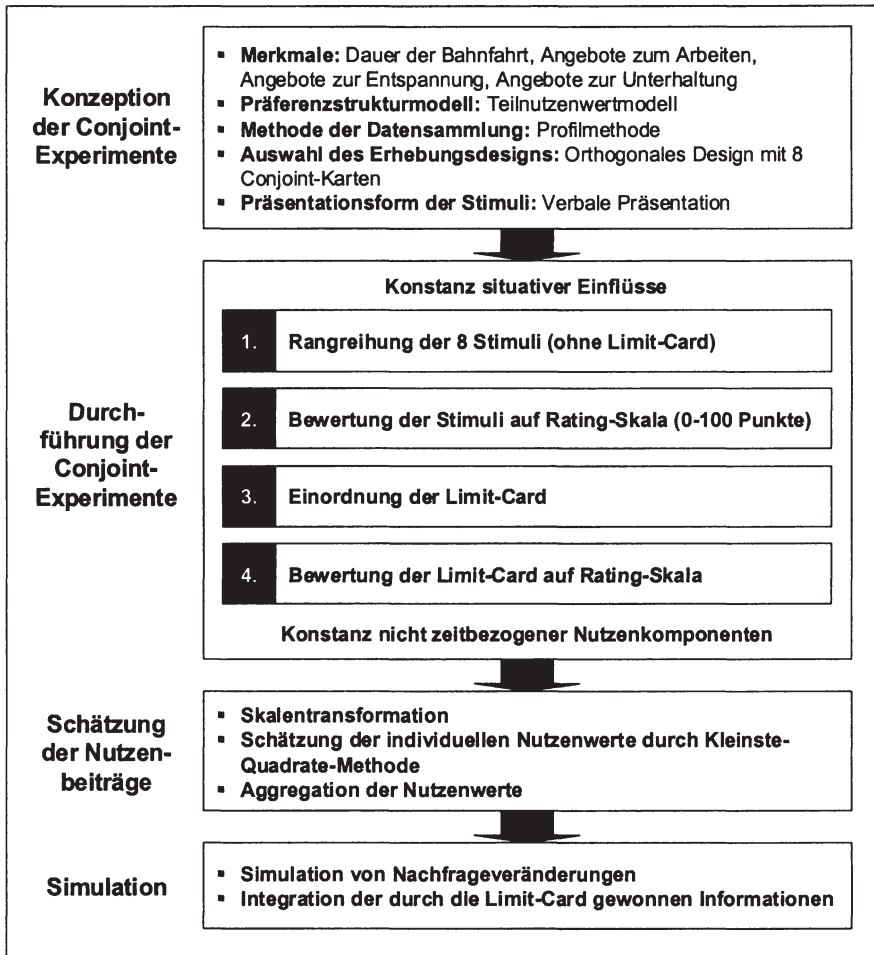 Konzeption
der Conjoint-
Experimente
▪ Merkmale: Dauer der Bahnfahrt, Angebote zum Arbeiten,
Angebote zur Entspannung, Angebote zur Unterhaltung
▪ Präferenzstrukturmodell: Teilnutzenwertmodell
▪ Methode der Datensammlung: Profilmethode
▪ Auswahl des Erhebungsdesigns: Orthogonales Design mit 8
Conjoint-Karten
▪ Präsentationsform der Stimuli: Verbale Präsentation
Durch-
führung der
Conjoint-
Experimente
Konstanz situativer Einflüsse
1. Rangreihung der 8 Stimuli (ohne Limit-Card)
2. Bewertung der Stimuli auf Rating-Skala (0-100 Punkte)
3. Einordnung der Limit-Card
4. Bewertung der Limit-Card auf Rating-Skala
Konstanz nicht zeitbezogener Nutzenkomponenten
Schätzung
der Nutzen-
beiträge
▪ Skalentransformation
▪ Schätzung der individuellen Nutzenwerte durch Kleinste-
Quadrate-Methode
▪ Aggregation der Nutzenwerte
Simulation
▪ Simulation von Nachfrageveränderungen
▪ Integration der durch die Limit-Card gewonnen Informationen